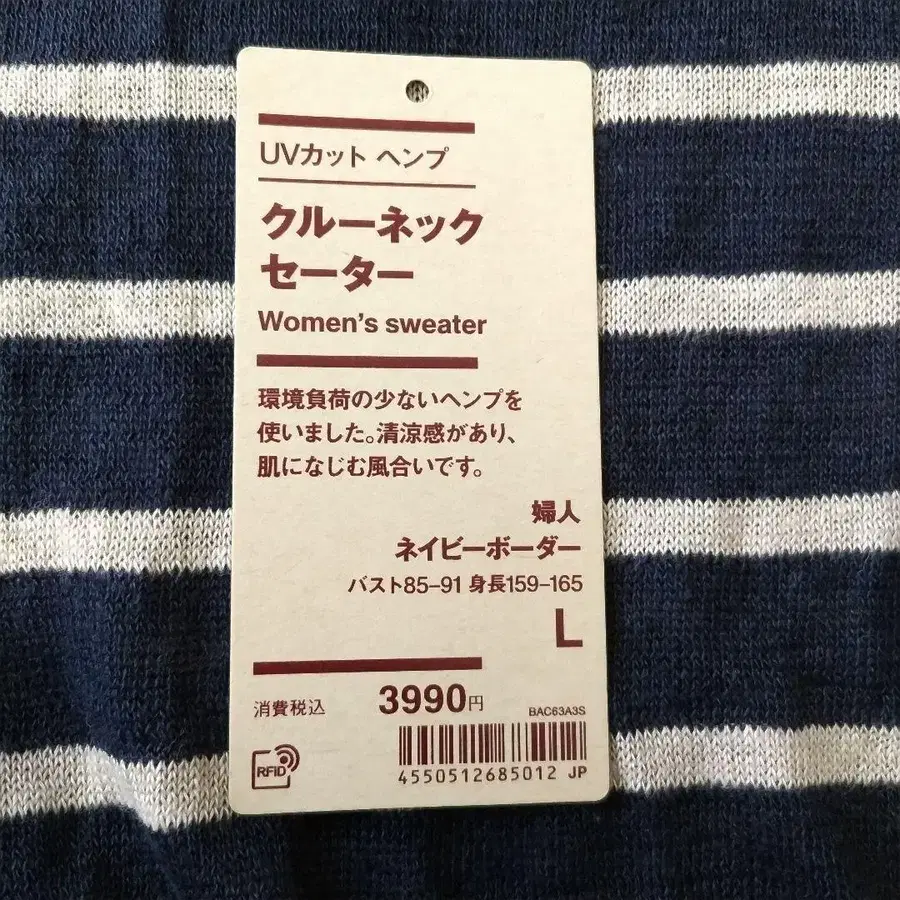 UVカット ヘンプ
クルーネック
セーター
Women's sweater
環境負荷の少ないヘンプを
使いました。清涼感があり、
肌になじむ風合いです。
婦人
ネイビーボーダー
バスト85–91 身長159–165
L
消費税込 3990円
BAC63A3S
RFID
4550512685012 JP